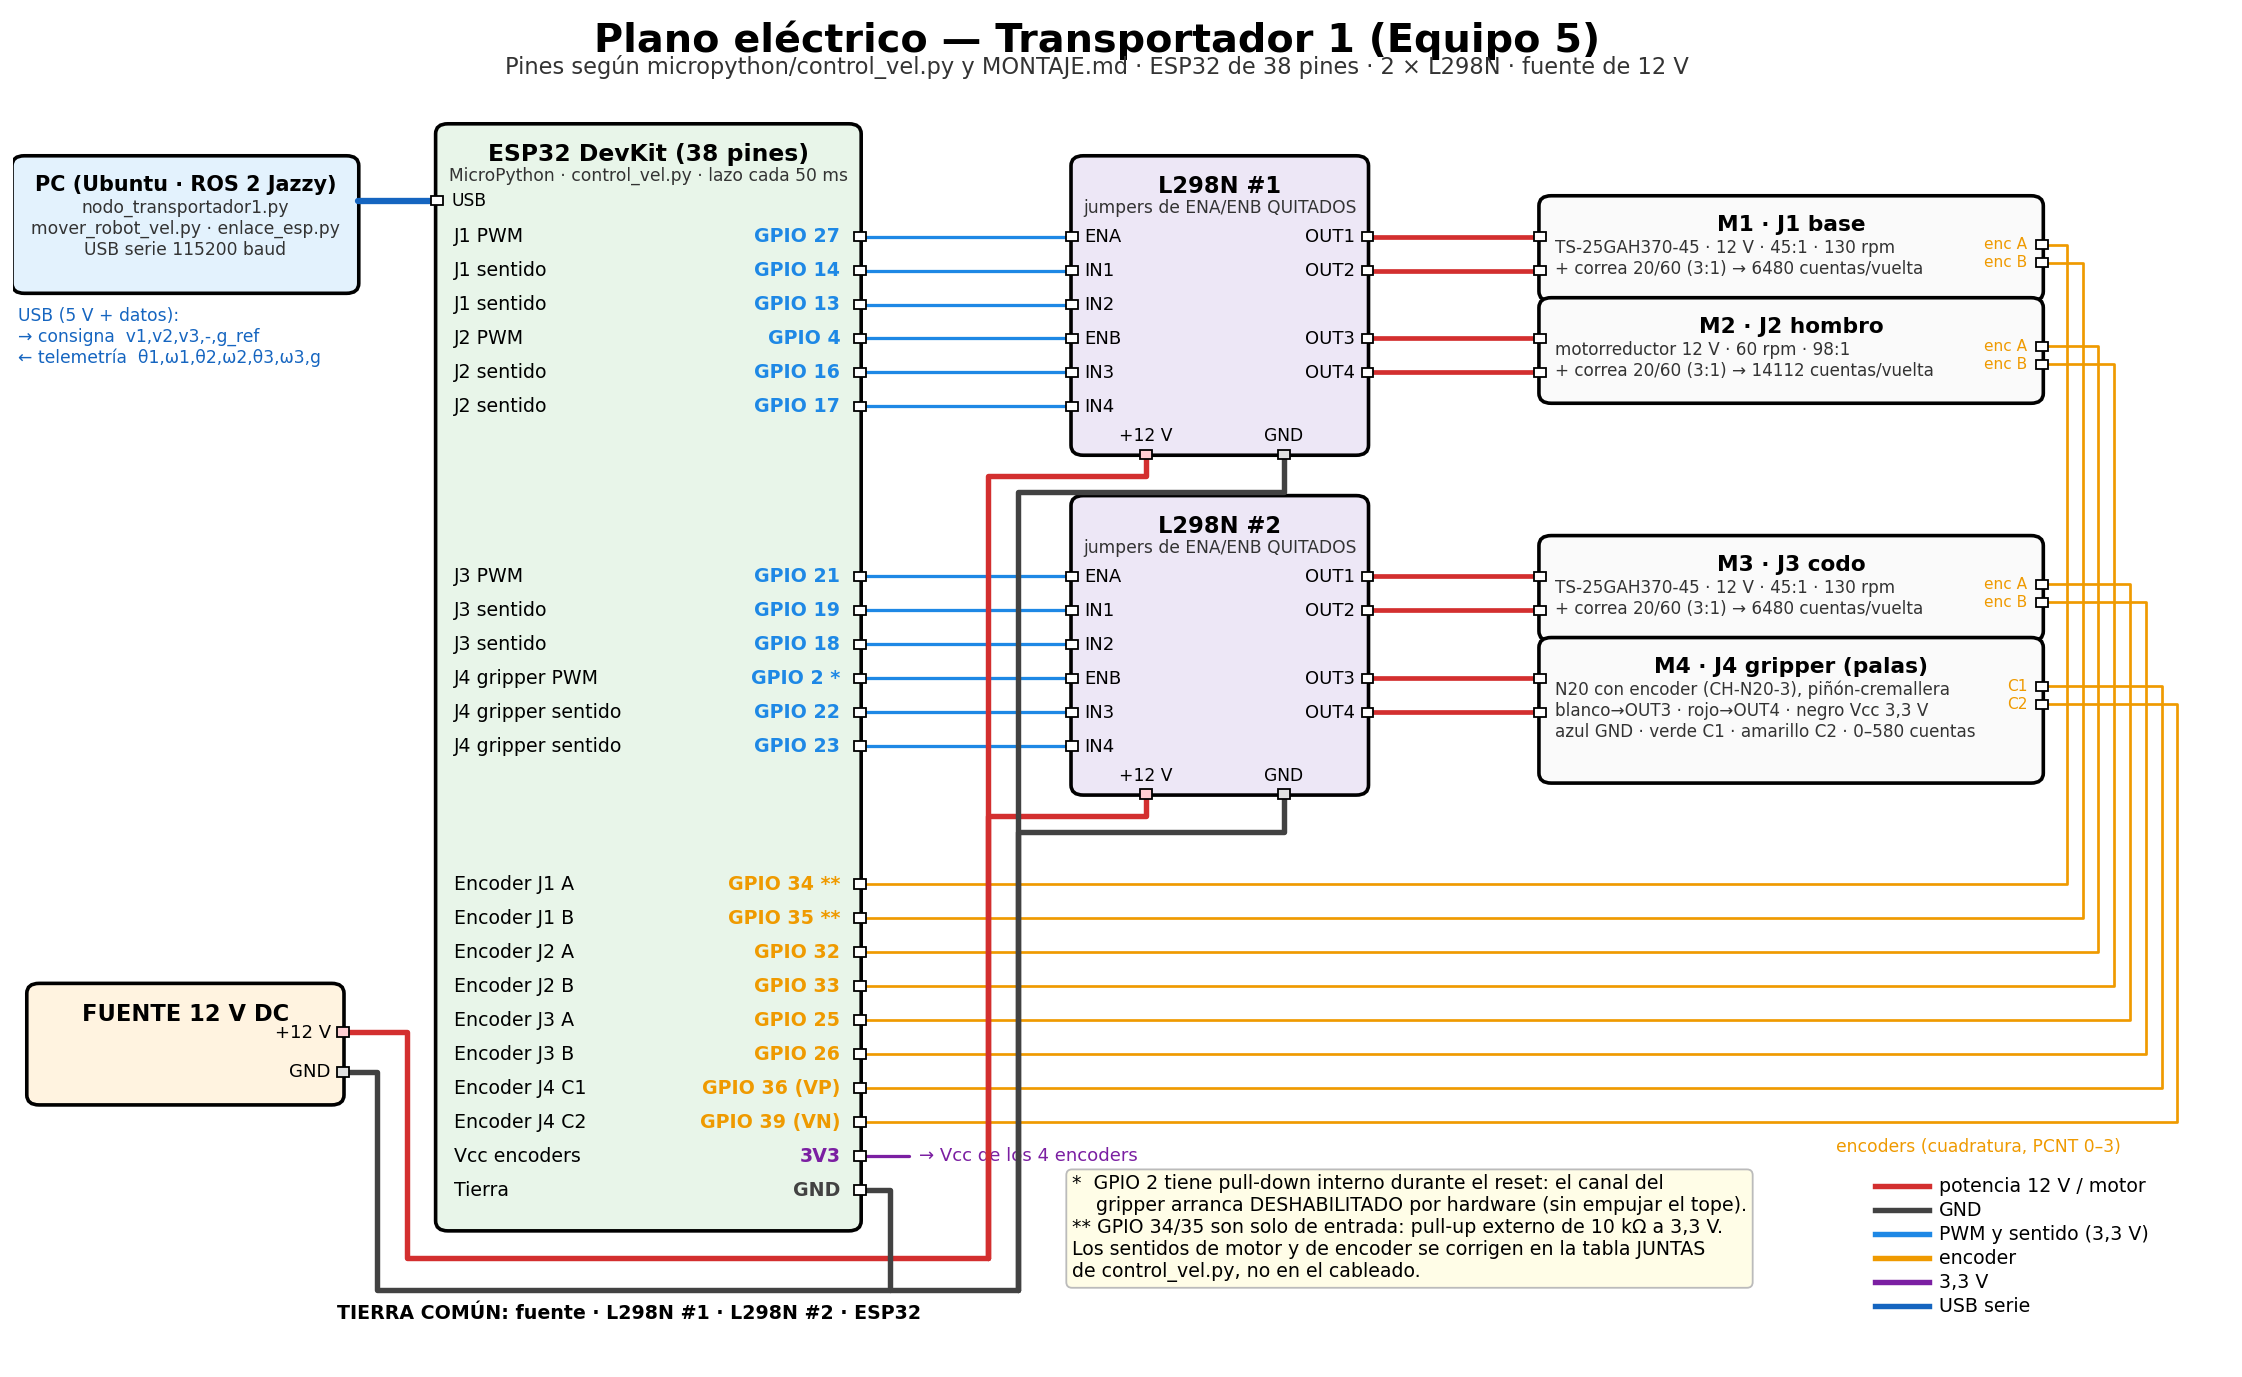 Plano eléctrico — Transportador 1 (Equipo 5)
Pines según micropython/control_vel.py y MONTAJE.md · ESP32 de 38 pines · 2 × L298N · fuente de 12 V
PC (Ubuntu · ROS 2 Jazzy)
nodo_transportador1.py
mover_robot_vel.py · enlace_esp.py
USB serie 115200 baud
USB (5 V + datos):
→ consigna  v1,v2,v3,-,g_ref
← telemetría  θ1,ω1,θ2,ω2,θ3,ω3,g
FUENTE 12 V DC
+12 V
GND
ESP32 DevKit (38 pines)
MicroPython · control_vel.py · lazo cada 50 ms
USB
J1 PWM GPIO 27
J1 sentido GPIO 14
J1 sentido GPIO 13
J2 PWM GPIO 4
J2 sentido GPIO 16
J2 sentido GPIO 17
J3 PWM GPIO 21
J3 sentido GPIO 19
J3 sentido GPIO 18
J4 gripper PWM GPIO 2 *
J4 gripper sentido GPIO 22
J4 gripper sentido GPIO 23
Encoder J1 A GPIO 34 **
Encoder J1 B GPIO 35 **
Encoder J2 A GPIO 32
Encoder J2 B GPIO 33
Encoder J3 A GPIO 25
Encoder J3 B GPIO 26
Encoder J4 C1 GPIO 36 (VP)
Encoder J4 C2 GPIO 39 (VN)
Vcc encoders 3V3 → Vcc de los 4 encoders
Tierra GND
TIERRA COMÚN: fuente · L298N #1 · L298N #2 · ESP32
L298N #1
jumpers de ENA/ENB QUITADOS
ENA OUT1
IN1 OUT2
IN2
ENB OUT3
IN3 OUT4
IN4
+12 V GND
L298N #2
jumpers de ENA/ENB QUITADOS
ENA OUT1
IN1 OUT2
IN2
ENB OUT3
IN3 OUT4
IN4
+12 V GND
M1 · J1 base
TS-25GAH370-45 · 12 V · 45:1 · 130 rpm
+ correa 20/60 (3:1) → 6480 cuentas/vuelta
enc A
enc B
M2 · J2 hombro
motorreductor 12 V · 60 rpm · 98:1
+ correa 20/60 (3:1) → 14112 cuentas/vuelta
enc A
enc B
M3 · J3 codo
TS-25GAH370-45 · 12 V · 45:1 · 130 rpm
+ correa 20/60 (3:1) → 6480 cuentas/vuelta
enc A
enc B
M4 · J4 gripper (palas)
N20 con encoder (CH-N20-3), piñón-cremallera
blanco→OUT3 · rojo→OUT4 · negro Vcc 3,3 V
azul GND · verde C1 · amarillo C2 · 0–580 cuentas
C1
C2
encoders (cuadratura, PCNT 0–3)
*  GPIO 2 tiene pull-down interno durante el reset: el canal del
gripper arranca DESHABILITADO por hardware (sin empujar el tope).
** GPIO 34/35 son solo de entrada: pull-up externo de 10 kΩ a 3,3 V.
Los sentidos de motor y de encoder se corrigen en la tabla JUNTAS
de control_vel.py, no en el cableado.
potencia 12 V / motor
GND
PWM y sentido (3,3 V)
encoder
3,3 V
USB serie